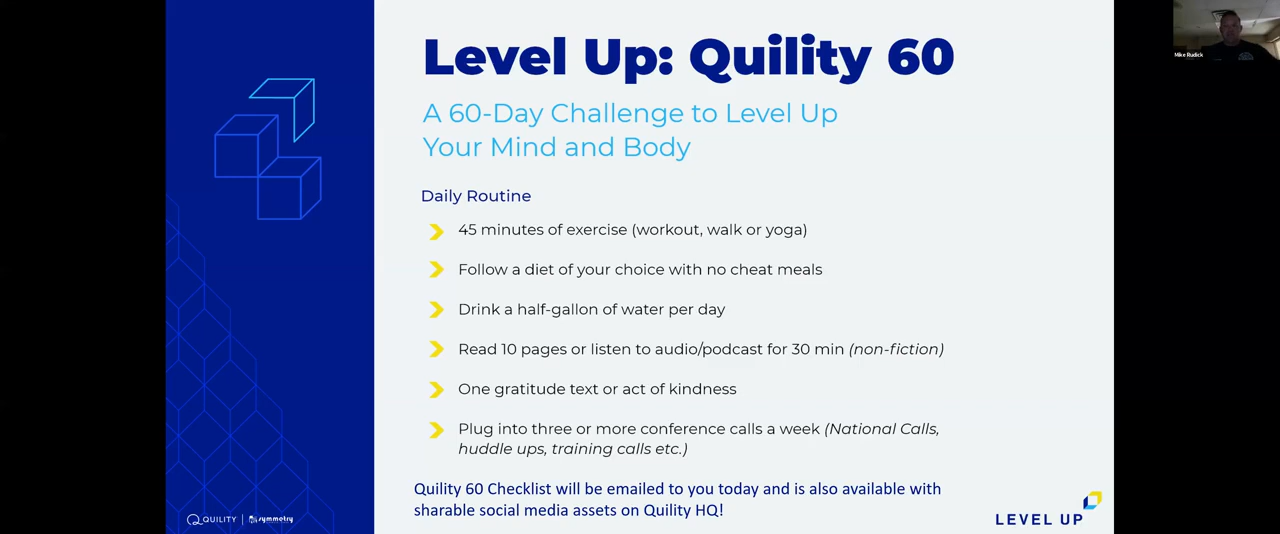 Level Up: Quility 60
A 60-Day Challenge to Level Up
Your Mind and Body
Daily Routine
45 minutes of exercise (workout, walk or yoga)
Follow a diet of your choice with no cheat meals
Drink a half-gallon of water per day
Read 10 pages or listen to audio/podcast for 30 min (non-fiction)
One gratitude text or act of kindness
Plug into three or more conference calls a week (National Calls,
huddle ups, training calls etc.)
Quility 60 Checklist will be emailed to you today and is also available with
sharable social media assets on Quility HQ!
QUILITY | symmetry
LEVEL UP
Mike Rudick